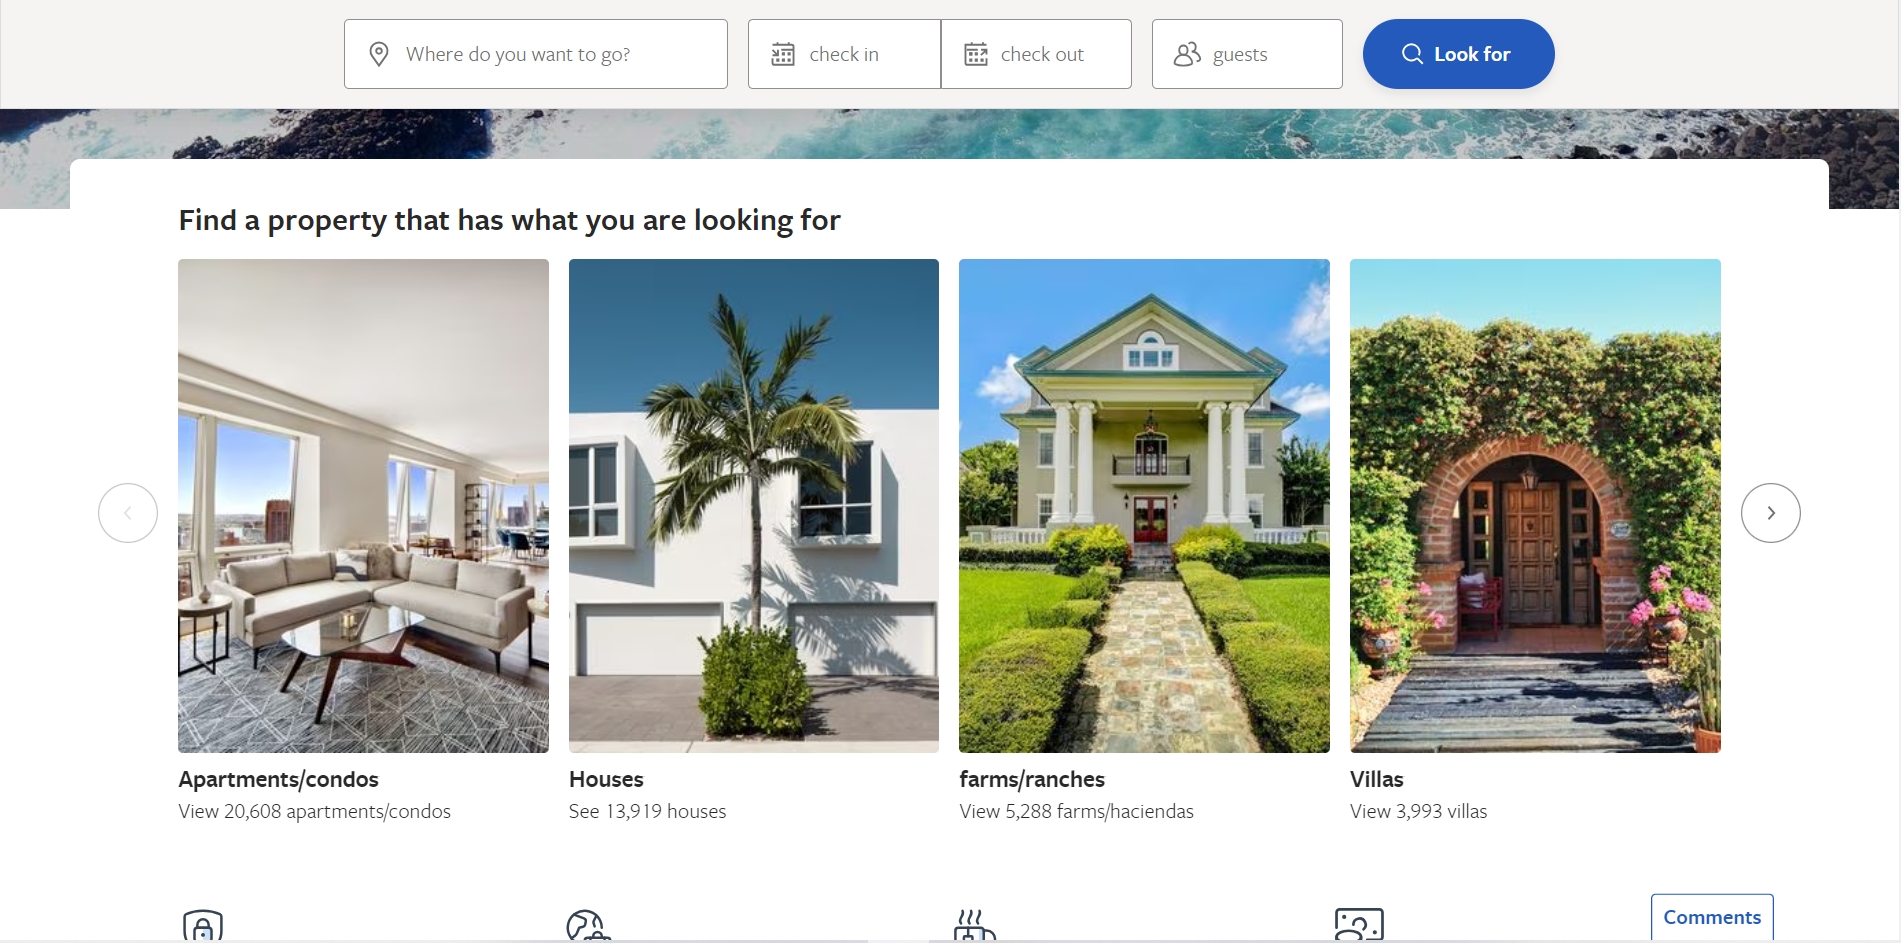 Where do you want to go?
check in
check out
guests
Look for
Find a property that has what you are looking for
Apartments/condos
View 20,608 apartments/condos
Houses
See 13,919 houses
farms/ranches
View 5,288 farms/haciendas
Villas
View 3,993 villas
Comments